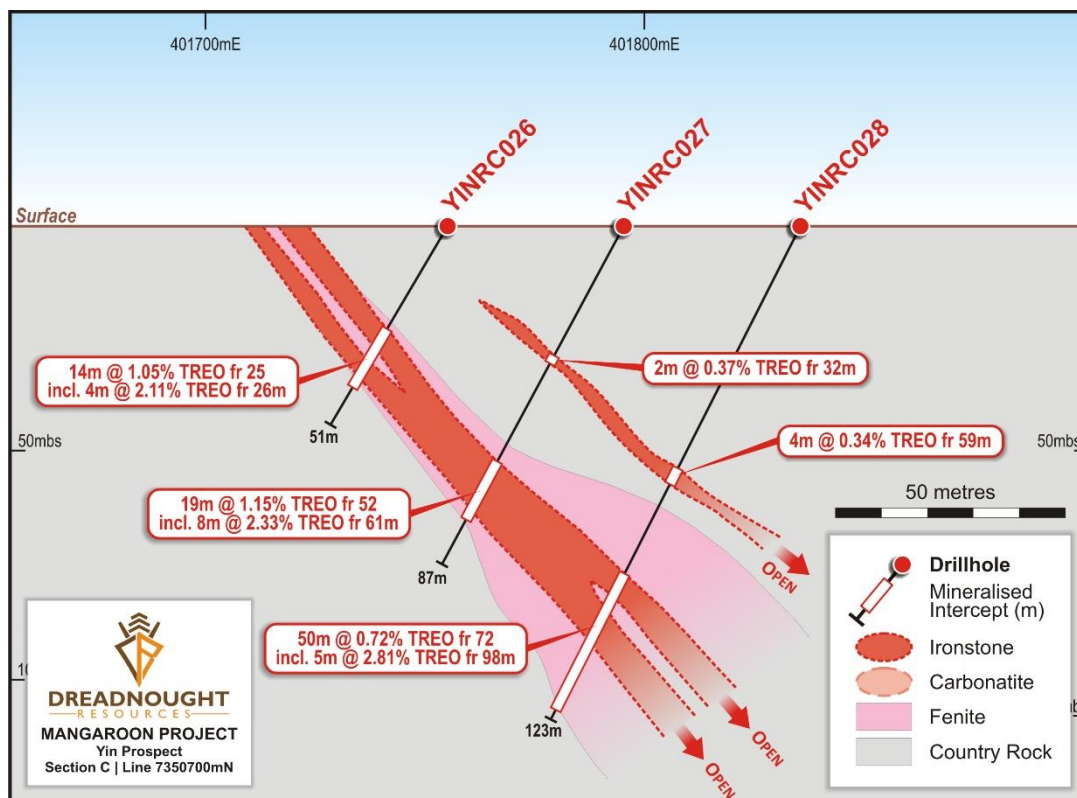 401700mE
401800mE
YINRC026
YINRC027
YINRC028
Surface
14m @ 1.05% TREO fr 25
incl. 4m @ 2.11% TREO fr 26m
2m @ 0.37% TREO fr 32m
51m
50mbs
4m @ 0.34% TREO fr 59m
50mbs
19m @ 1.15% TREO fr 52
incl. 8m @ 2.33% TREO fr 61m
50 metres
87m
OPEN
50m @ 0.72% TREO fr 72
incl. 5m @ 2.81% TREO fr 98m
123m
OPEN
OPEN
Drillhole
Mineralised
Intercept (m)
Ironstone
Carbonatite
Fenite
Country Rock
DREADNOUGHT
RESOURCES
MANGAROON PROJECT
Yin Prospect
Section C | Line 7350700mN